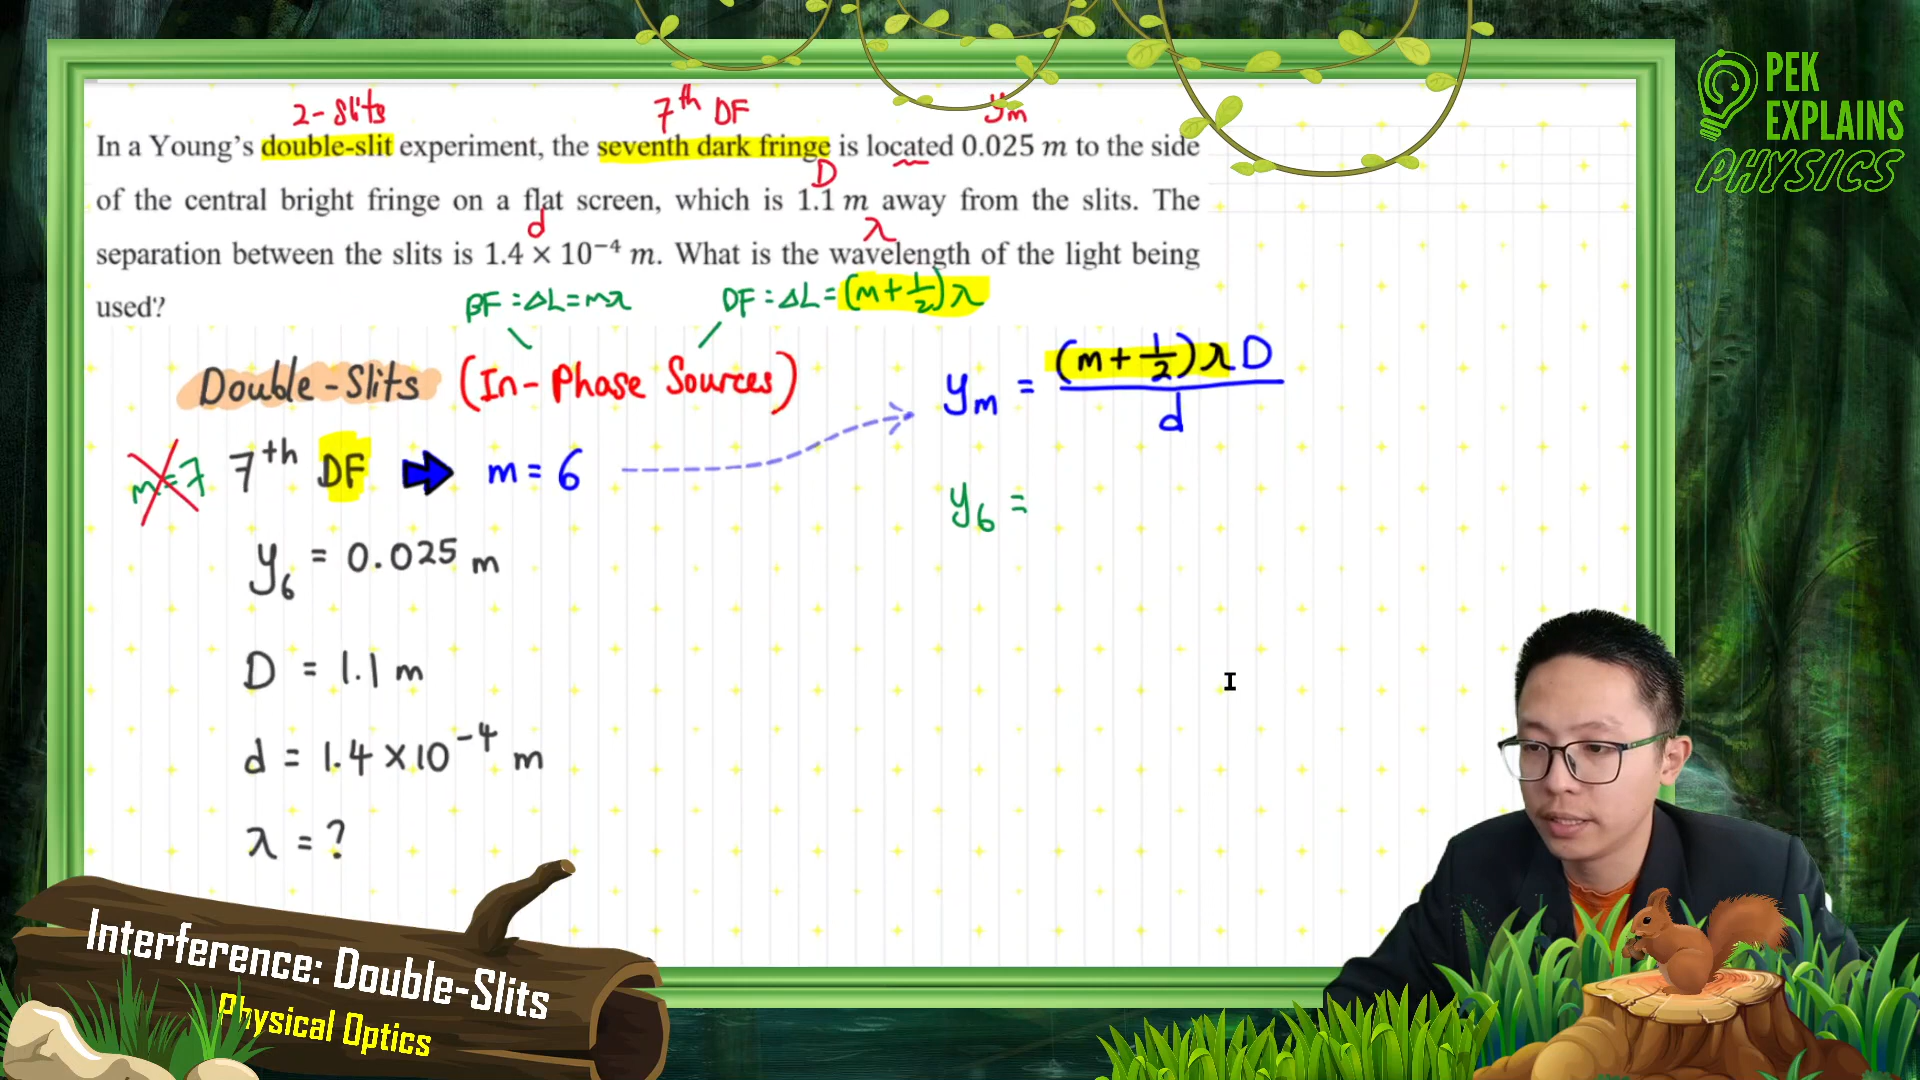 PEK
EXPLAINS
PHYSICS
2-Slits
7th DF
ym
In a Young's double-slit experiment, the seventh dark fringe is located 0.025 m to the side
D
of the central bright fringe on a flat screen, which is 1.1 m away from the slits. The
d
λ
separation between the slits is 1.4 × 10⁻⁴ m. What is the wavelength of the light being
used?
BF : ΔL = mλ
DF : ΔL = (m + 1/2) λ
Double-Slits (In-Phase Sources)
ym = (m + 1/2) λ D / d
m = 7 7th DF ➡ m = 6
y6 =
y6 = 0.025 m
D = 1.1 m
d = 1.4 × 10⁻⁴ m
λ = ?
Interference: Double-Slits
Physical Optics